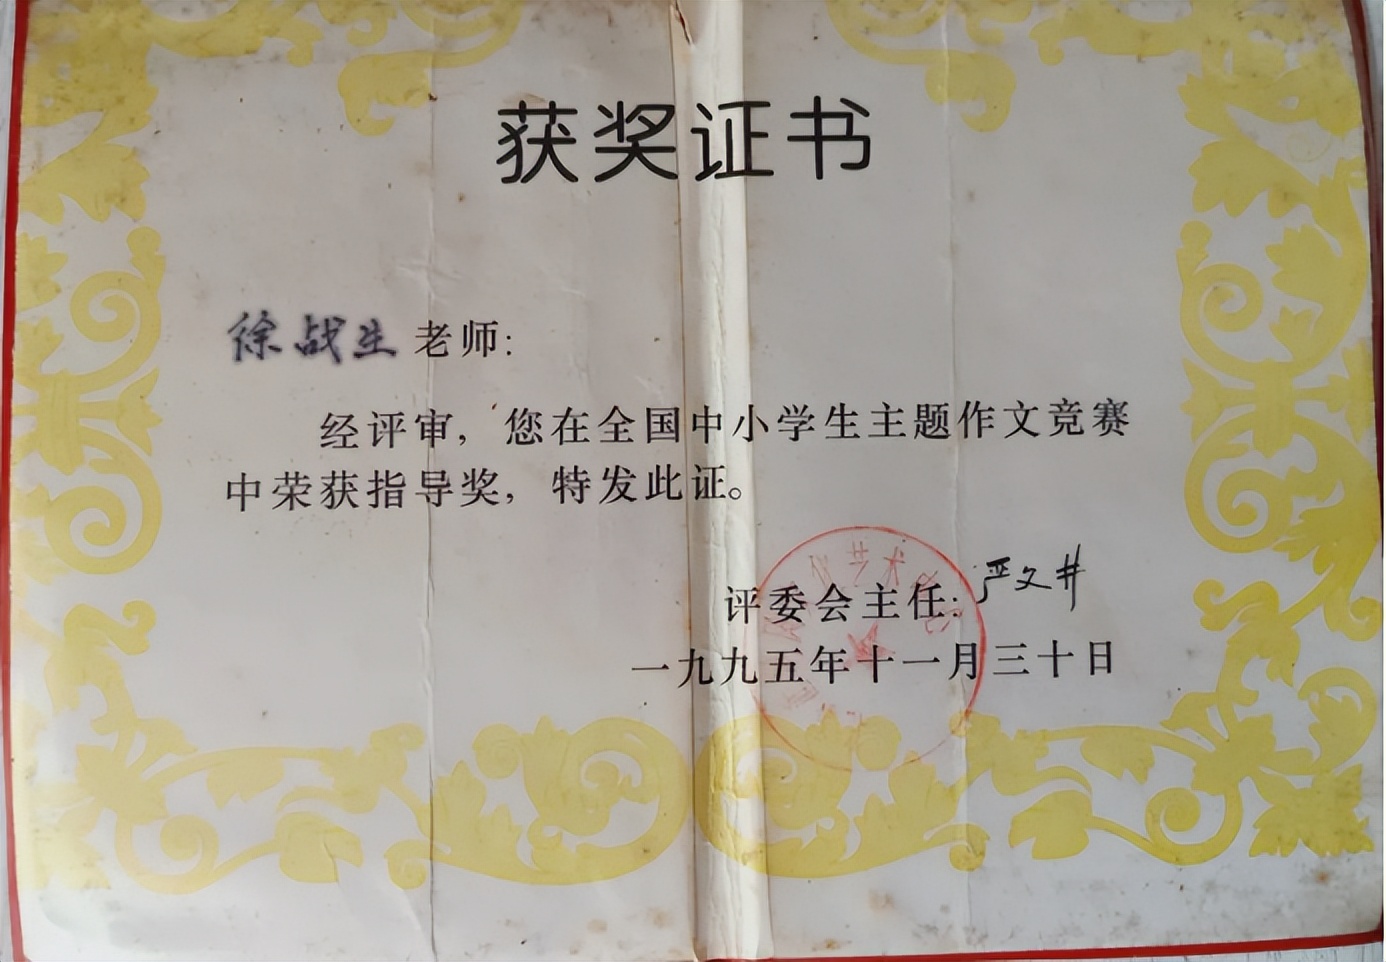 获奖证书
徐战生老师:
经评审，您在全国中小学生主题作文竞赛
中荣获指导奖，特发此证。
评委会主任: 严文井
一九九五年十一月三十日
艺术